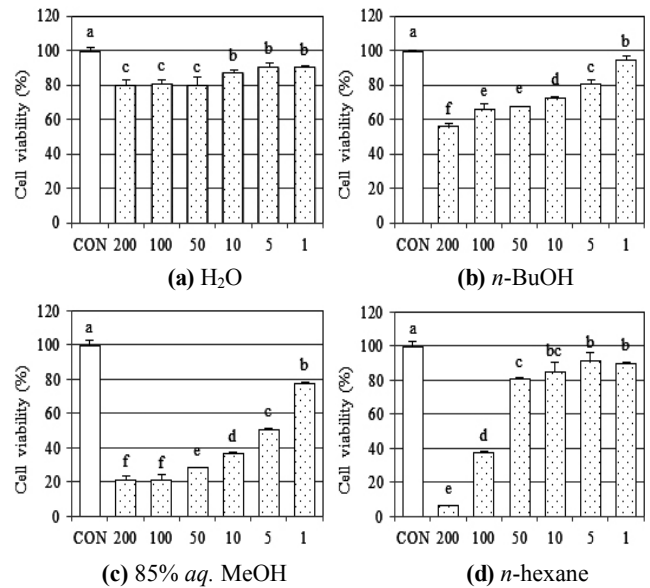 120
100
80
60
40
20
0
Cell viability (%)
a
c
c
c
b
b
b
CON 200 100 50 10 5 1
(a) H₂O
120
100
80
60
40
20
0
Cell viability (%)
a
f
e
e
d
c
b
CON 200 100 50 10 5 1
(b) n-BuOH
120
100
80
60
40
20
0
Cell viability (%)
a
f
f
e
d
c
b
CON 200 100 50 10 5 1
(c) 85% aq. MeOH
120
100
80
60
40
20
0
Cell viability (%)
a
e
d
c
bc
b
b
CON 200 100 50 10 5 1
(d) n-hexane